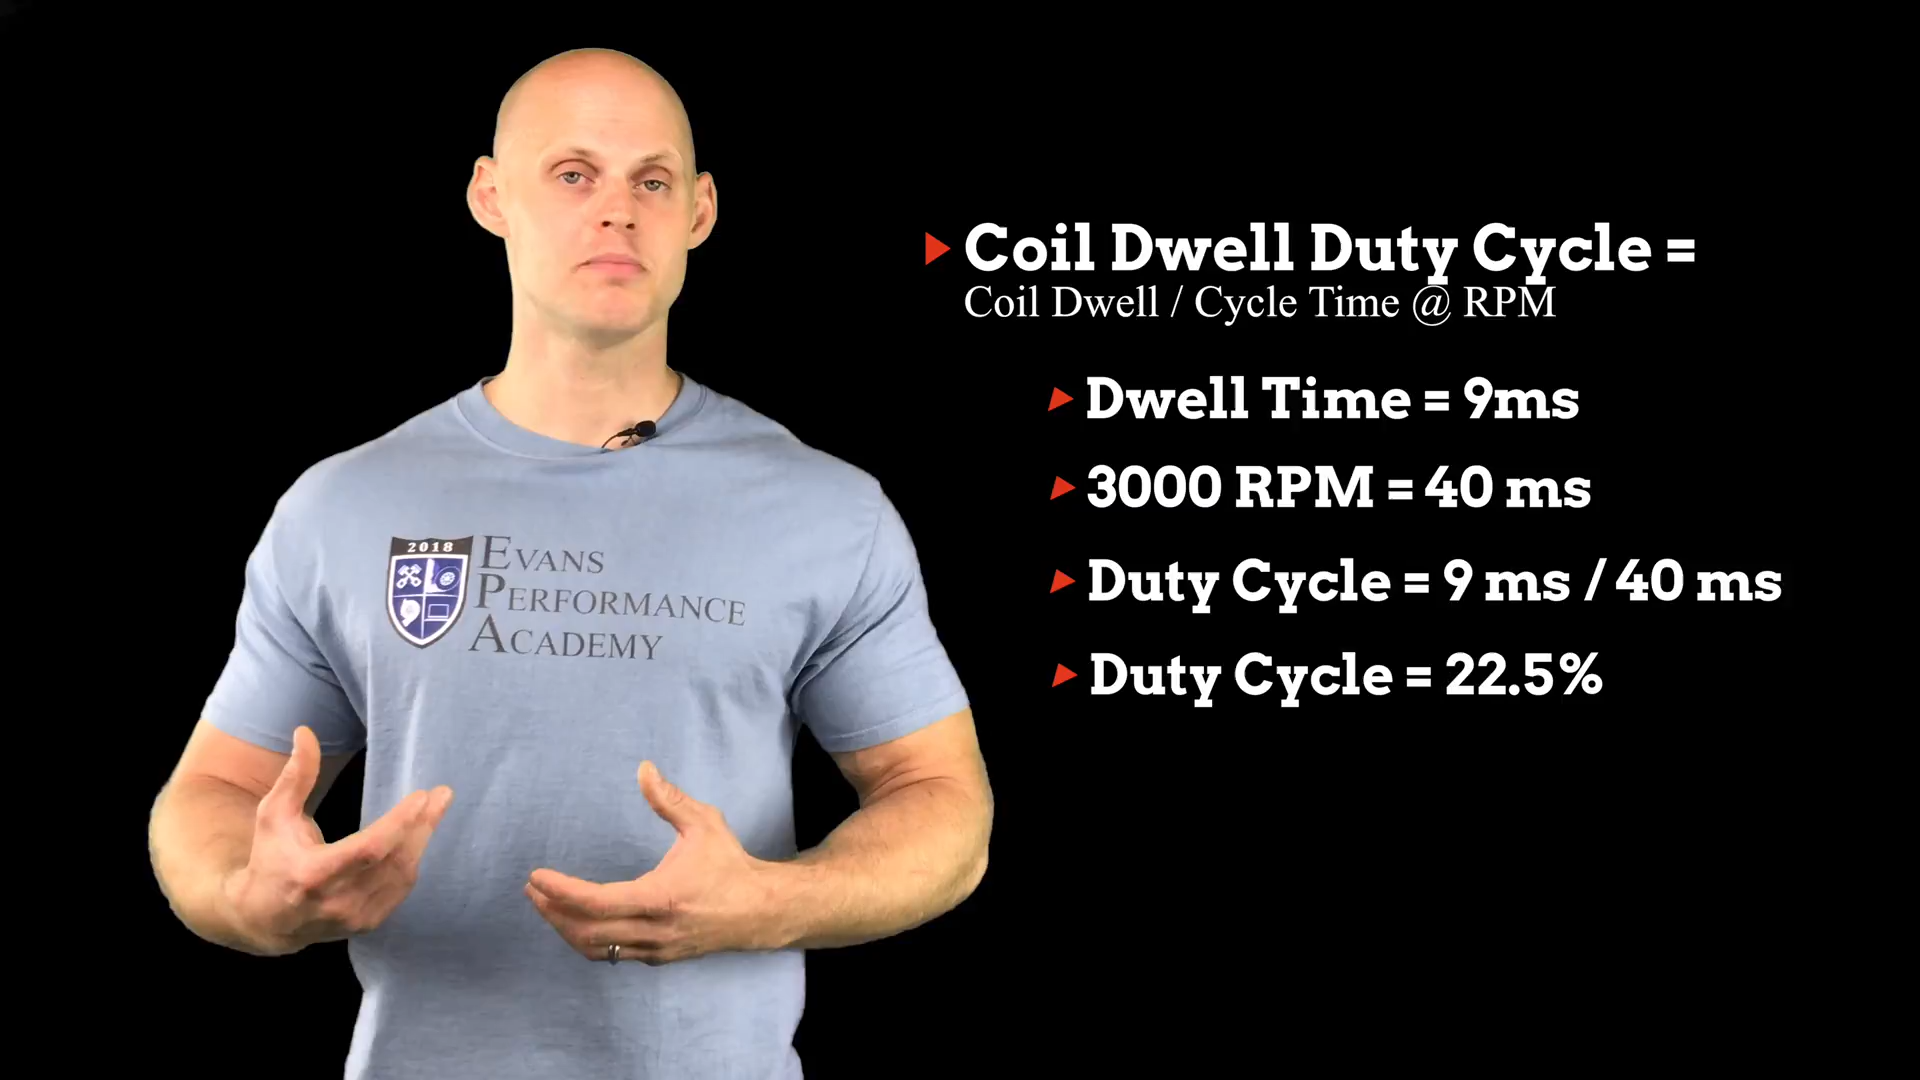 Coil Dwell Duty Cycle =
Coil Dwell / Cycle Time @ RPM
Dwell Time = 9ms
3000 RPM = 40 ms
Duty Cycle = 9 ms / 40 ms
Duty Cycle = 22.5%
2018
EVANS
PERFORMANCE
ACADEMY